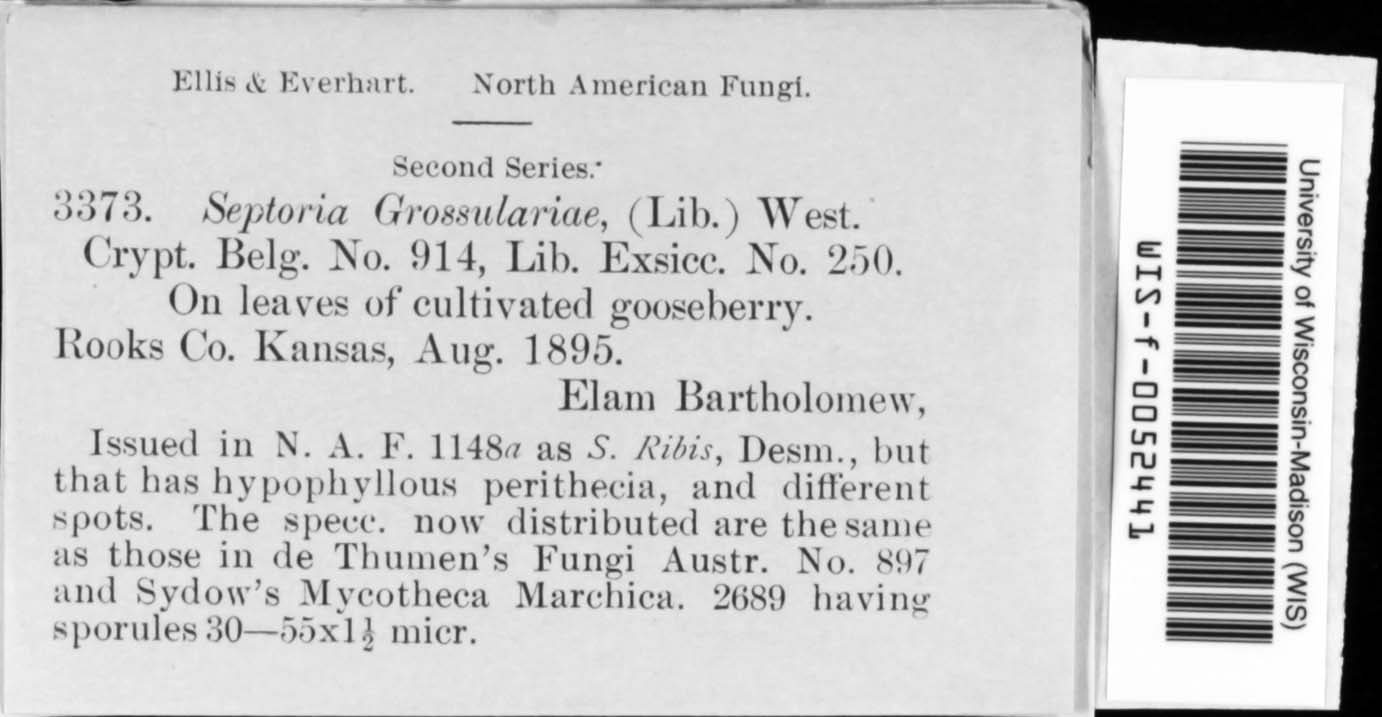 Ellis & Everhart. North American Fungi.
Second Series.
3373. Septoria Grossulariae, (Lib.) West.
Crypt. Belg. No. 914, Lib. Exsicc. No. 250.
On leaves of cultivated gooseberry.
Rooks Co. Kansas, Aug. 1895.
Elam Bartholomew,
Issued in N. A. F. 1148a as S. Ribis, Desm., but
that has hypophyllous perithecia, and different
spots. The specc. now distributed are the same
as those in de Thumen's Fungi Austr. No. 897
and Sydow's Mycotheca Marchica. 2689 having
sporules 30—55x1½ micr.
University of Wisconsin-Madison (WIS)
WIS-f-0052441